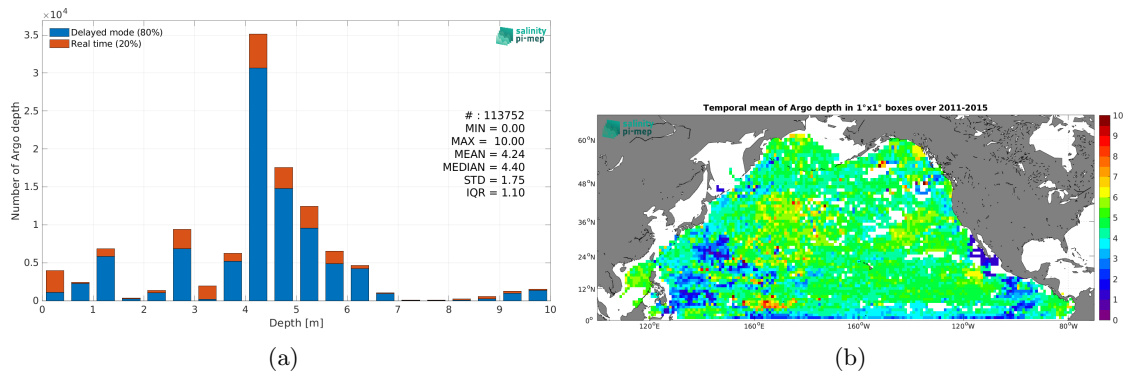 ×10⁴
Number of Argo depth
3.5
3
2.5
2
1.5
1
0.5
0
Delayed mode (80%)
Real time (20%)
salinity
pi-mep
# : 113752
MIN = 0.00
MAX = 10.00
MEAN = 4.24
MEDIAN = 4.40
STD = 1.75
IQR = 1.10
0 1 2 3 4 5 6 7 8 9 10
Depth [m]
(a)
Temporal mean of Argo depth in 1°x1° boxes over 2011-2015
salinity
pi-mep
60°N
48°N
36°N
24°N
12°N
0°
120°E 160°E 160°W 120°W 80°W
10
9
8
7
6
5
4
3
2
1
0
(b)